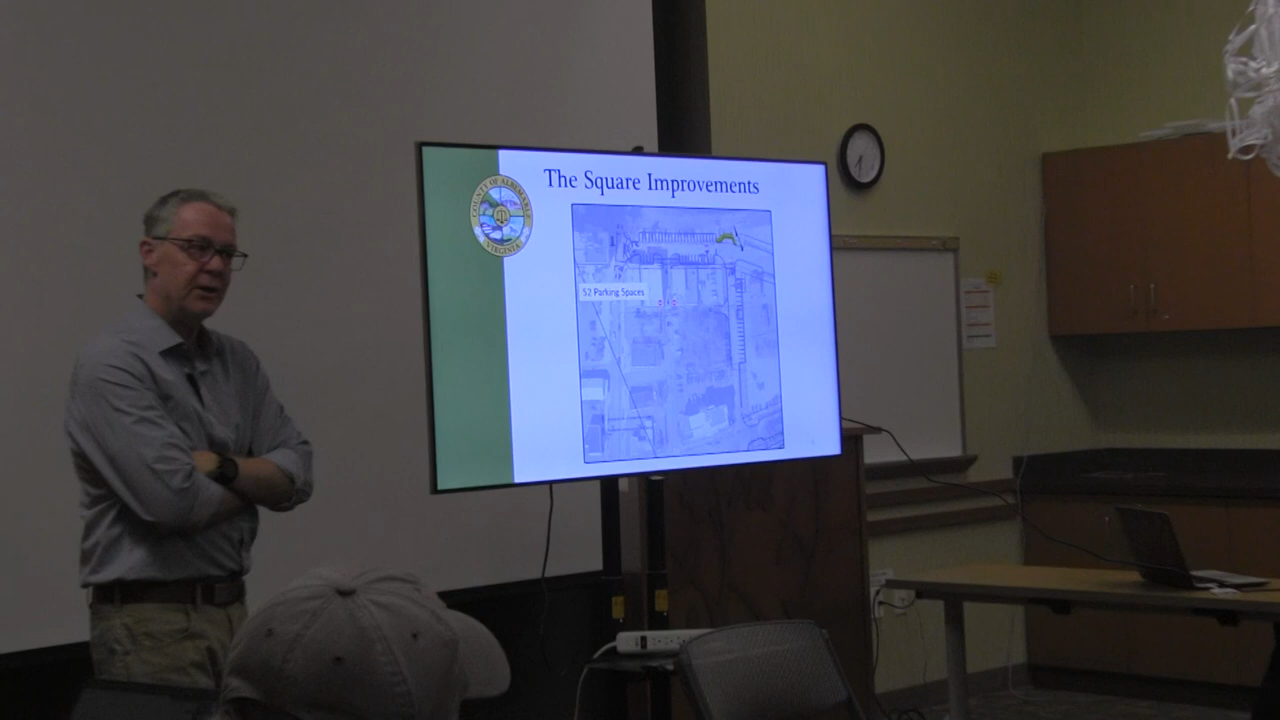 The Square Improvements
COUNTY OF ALBEMARLE
VIRGINIA
52 Parking Spaces